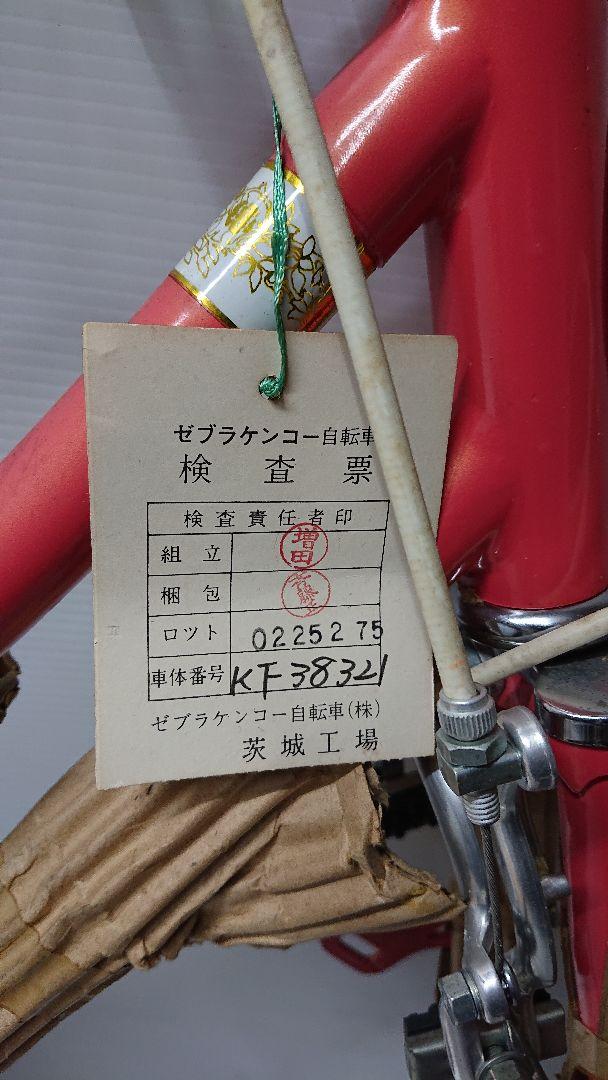 ゼブラケンコー自転車
検査票
検査責任者印
組立 増田
梱包
ロツト 0225275
車体番号 KF38321
ゼブラケンコー自転車(株)
茨城工場